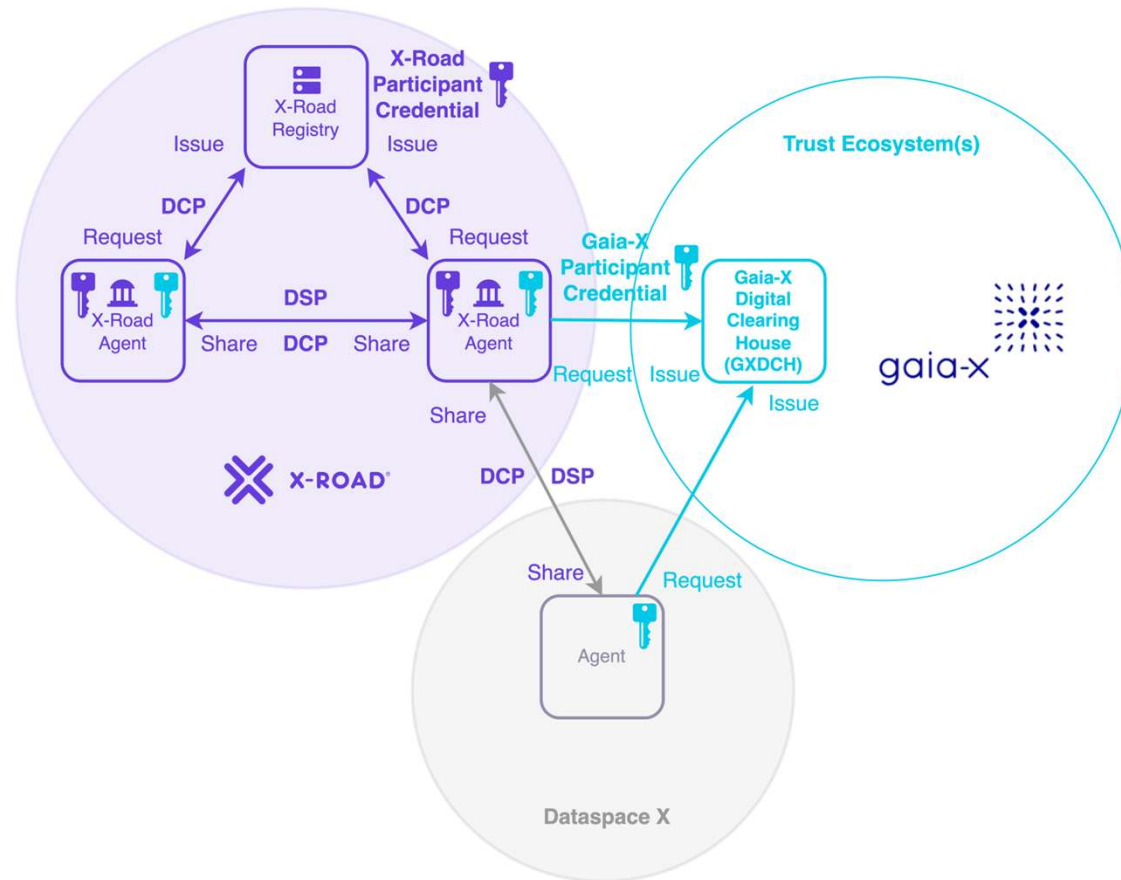 X-Road
Participant
Credential
X-Road
Registry
Issue
Issue
DCP
DCP
Request
Request
X-Road
Agent
DSP
Share
DCP
Share
X-Road
Agent
Gaia-X
Participant
Credential
Trust Ecosystem(s)
Gaia-X
Digital
Clearing
House
(GXDCH)
gaia-x
Request
Issue
Issue
Share
X-ROAD®
DCP
DSP
Share
Request
Agent
Dataspace X